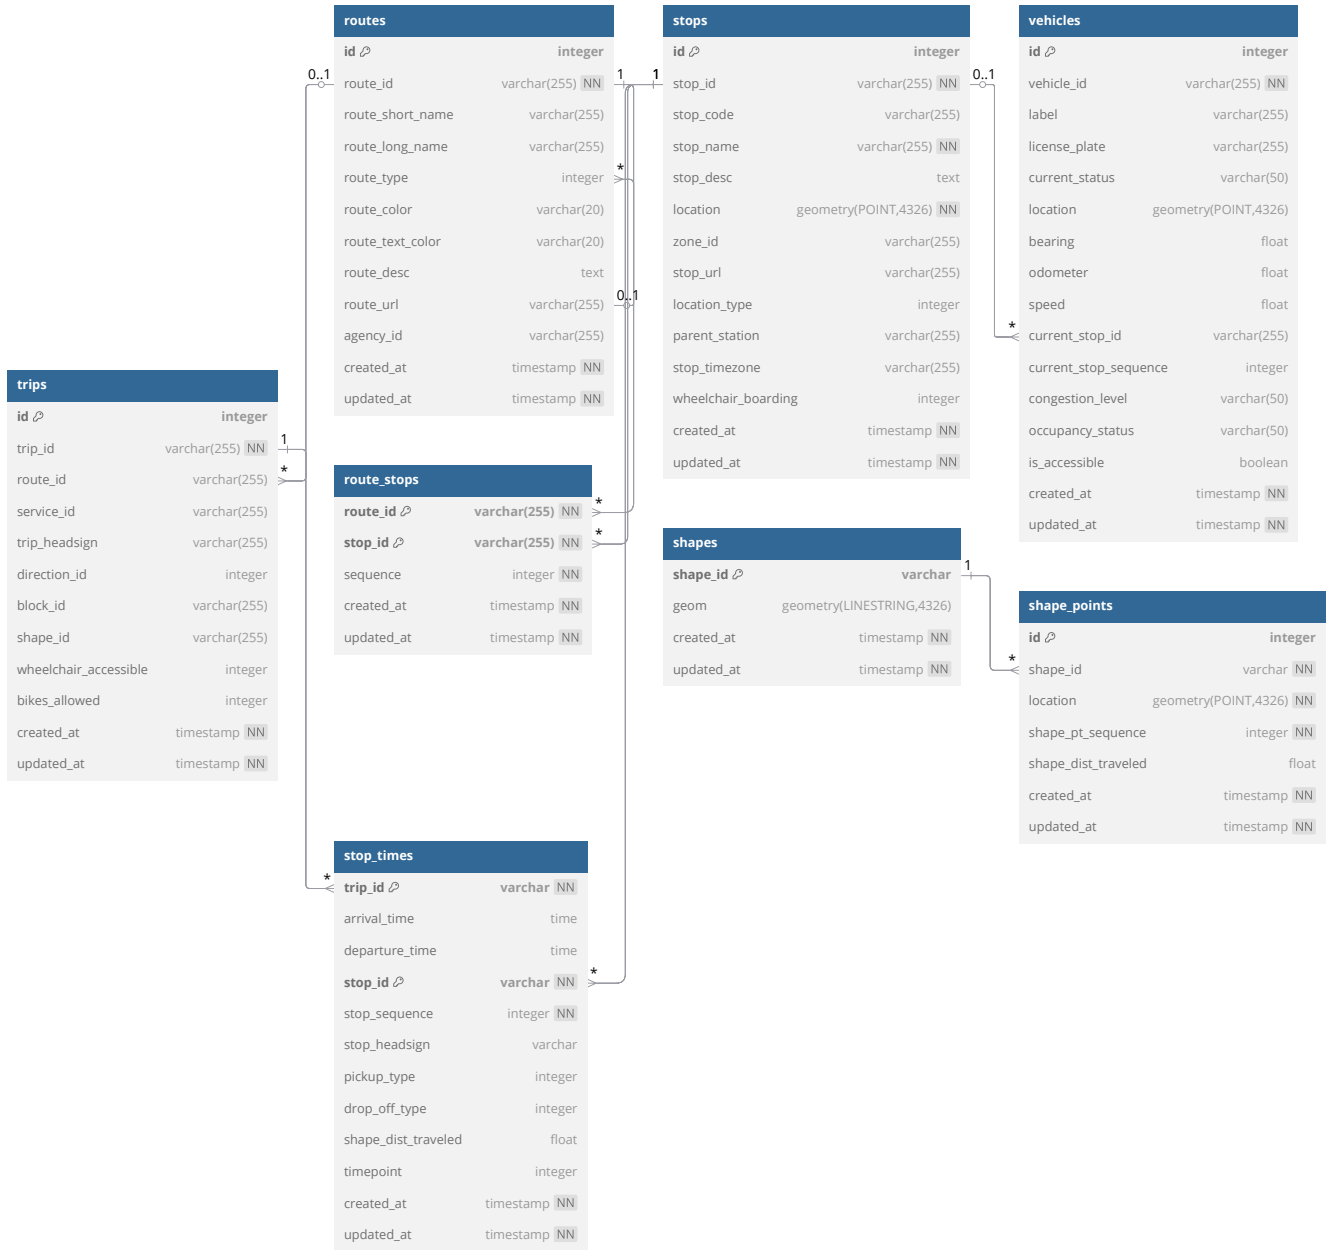 routes
id integer
0..1 route_id varchar(255) NN 1
route_short_name varchar(255)
route_long_name varchar(255)
route_type integer *
route_color varchar(20)
route_text_color varchar(20)
route_desc text
route_url varchar(255) 0..1
agency_id varchar(255)
created_at timestamp NN
updated_at timestamp NN
stops
id integer
1 stop_id varchar(255) NN 0..1
stop_code varchar(255)
stop_name varchar(255) NN
stop_desc text
location geometry(POINT,4326) NN
zone_id varchar(255)
stop_url varchar(255)
location_type integer
parent_station varchar(255)
stop_timezone varchar(255)
wheelchair_boarding integer
created_at timestamp NN
updated_at timestamp NN
vehicles
id integer
vehicle_id varchar(255) NN
label varchar(255)
license_plate varchar(255)
current_status varchar(50)
location geometry(POINT,4326)
bearing float
odometer float
speed float
* current_stop_id varchar(255)
current_stop_sequence integer
congestion_level varchar(50)
occupancy_status varchar(50)
is_accessible boolean
created_at timestamp NN
updated_at timestamp NN
trips
id integer
trip_id varchar(255) NN 1
route_id varchar(255) *
service_id varchar(255)
trip_headsign varchar(255)
direction_id integer
block_id varchar(255)
shape_id varchar(255)
wheelchair_accessible integer
bikes_allowed integer
created_at timestamp NN
updated_at timestamp NN
route_stops
route_id varchar(255) NN *
stop_id varchar(255) NN *
sequence integer NN
created_at timestamp NN
updated_at timestamp NN
shapes
shape_id varchar 1
geom geometry(LINESTRING,4326)
created_at timestamp NN
updated_at timestamp NN
shape_points
id integer
* shape_id varchar NN
location geometry(POINT,4326) NN
shape_pt_sequence integer NN
shape_dist_traveled float
created_at timestamp NN
updated_at timestamp NN
stop_times
* trip_id varchar NN
arrival_time time
departure_time time
stop_id varchar NN *
stop_sequence integer NN
stop_headsign varchar
pickup_type integer
drop_off_type integer
shape_dist_traveled float
timepoint integer
created_at timestamp NN
updated_at timestamp NN